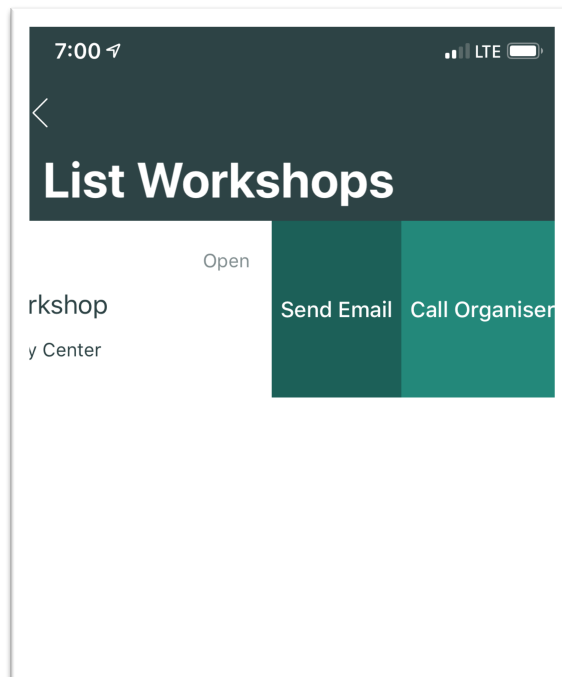 7:00 LTE
List Workshops
Open
rkshop
y Center
Send Email Call Organiser